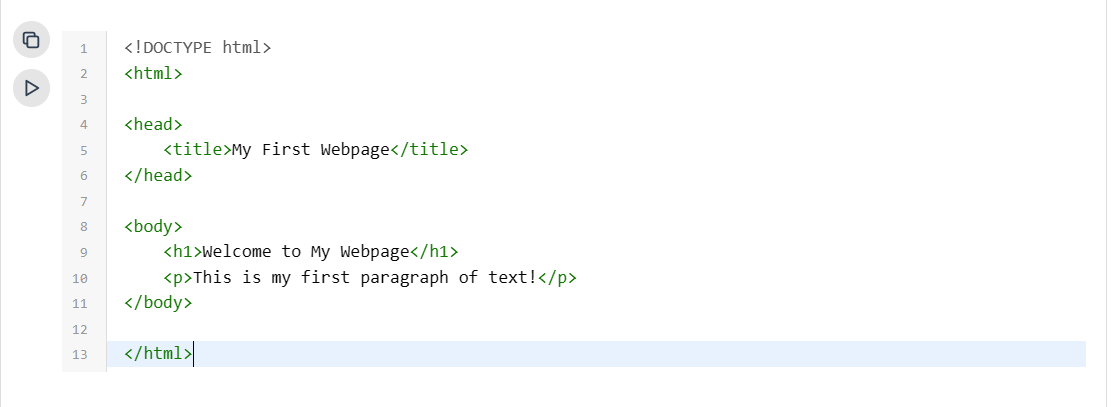 1 <!DOCTYPE html>
2 <html>
3
4 <head>
5     <title>My First Webpage</title>
6 </head>
7
8 <body>
9     <h1>Welcome to My Webpage</h1>
10     <p>This is my first paragraph of text!</p>
11 </body>
12
13 </html>